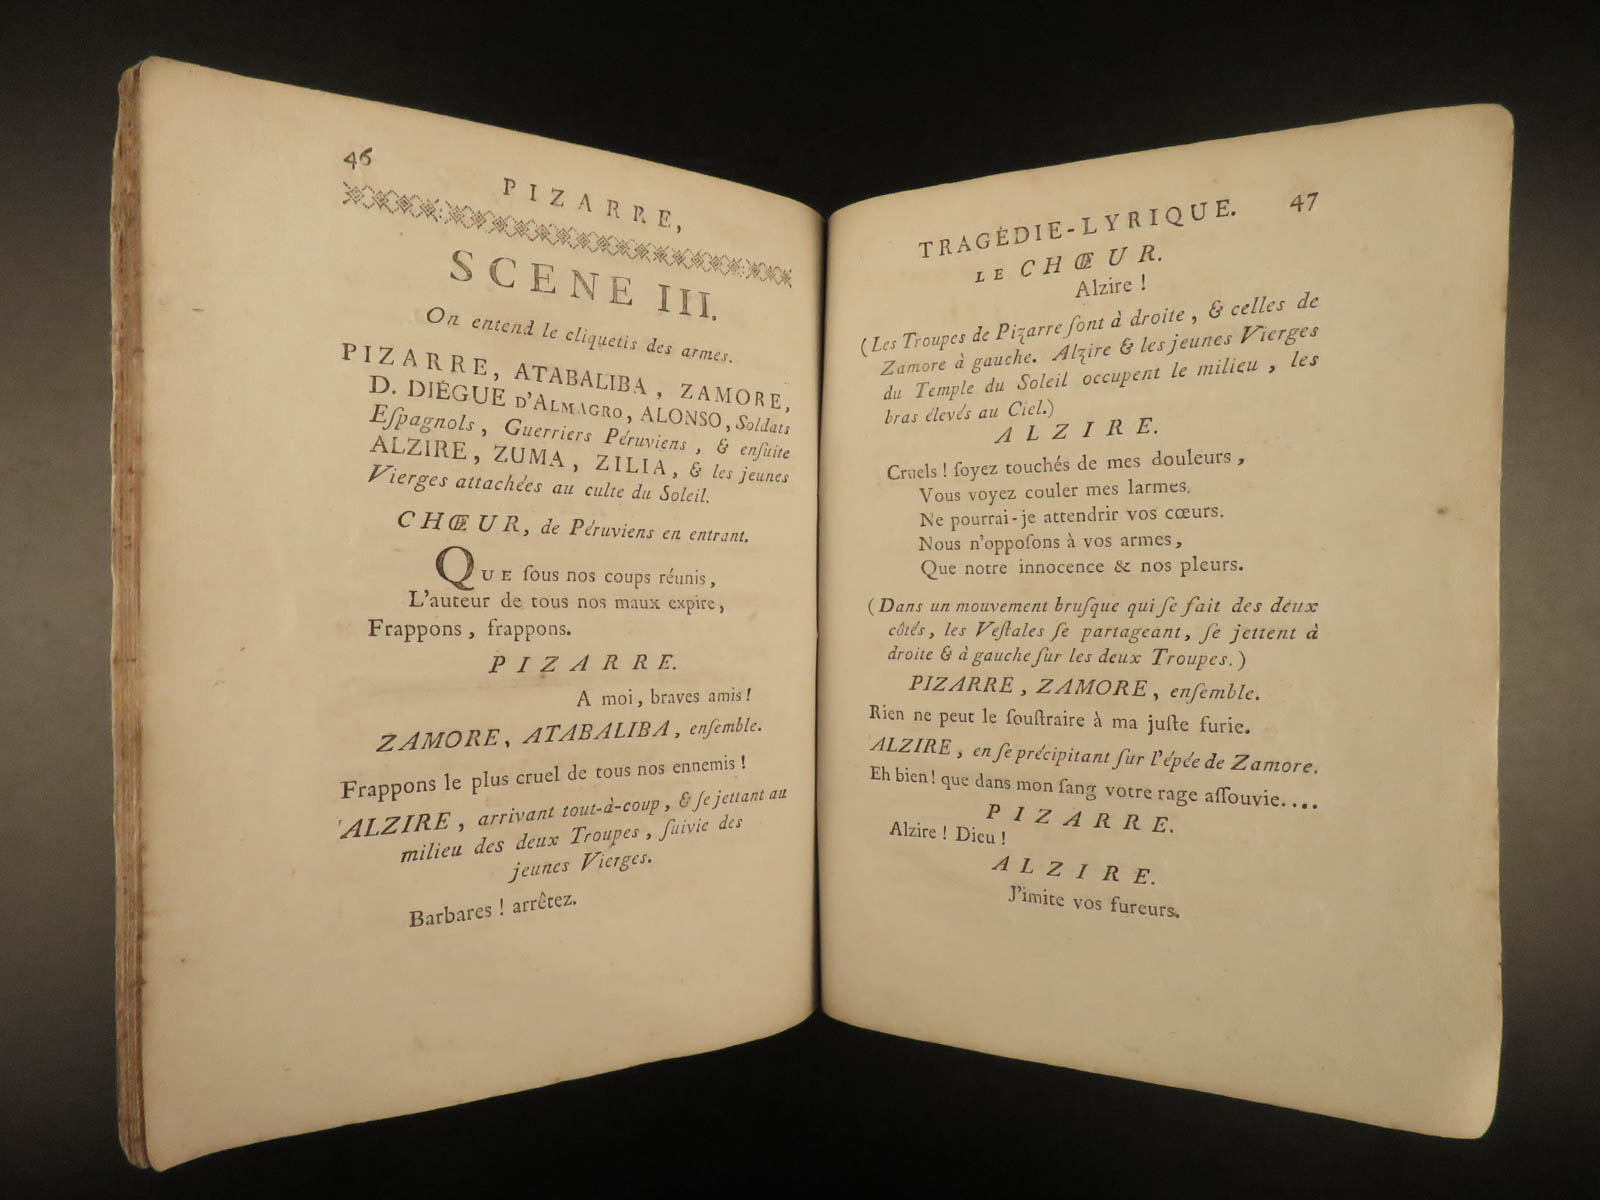 46
PIZARRE,
SCENE III.
On entend le cliquetis des armes.
PIZARRE, ATABALIBA, ZAMORE,
D. DIÉGUE D'ALMAGRO, ALONSO, Soldats
Eſpagnols, Guerriers Péruviens, & enſuite
ALZIRE, ZUMA, ZILIA, & les jeunes
Vierges attachées au culte du Soleil.
CHŒUR, de Péruviens en entrant.
QUE ſous nos coups réunis,
L'auteur de tous nos maux expire,
Frappons, frappons.
PIZARRE.
A moi, braves amis!
ZAMORE, ATABALIBA, enſemble.
Frappons le plus cruel de tous nos ennemis!
ALZIRE, arrivant tout-à-coup, & ſe jettant au
milieu des deux Troupes, ſuivie des
jeunes Vierges.
Barbares! arrêtez.
TRAGÉDIE-LYRIQUE. 47
LE CHŒUR.
Alzire!
(Les Troupes de Pizarre ſont à droite, & celles de
Zamore à gauche. Alzire & les jeunes Vierges
du Temple du Soleil occupent le milieu, les
bras élevés au Ciel.)
ALZIRE.
Cruels! ſoyez touchés de mes douleurs,
Vous voyez couler mes larmes.
Ne pourrai-je attendrir vos cœurs.
Nous n'oppoſons à vos armes,
Que notre innocence & nos pleurs.
(Dans un mouvement bruſque qui ſe fait des deux
côtés, les Veſtales ſe partageant, ſe jettent à
droite & à gauche ſur les deux Troupes.)
PIZARRE, ZAMORE, enſemble.
Rien ne peut le ſouſtraire à ma juſte furie.
ALZIRE, en ſe précipitant ſur l'épée de Zamore.
Eh bien! que dans mon ſang votre rage aſſouvie....
PIZARRE.
Alzire! Dieu!
ALZIRE.
J'imite vos fureurs.